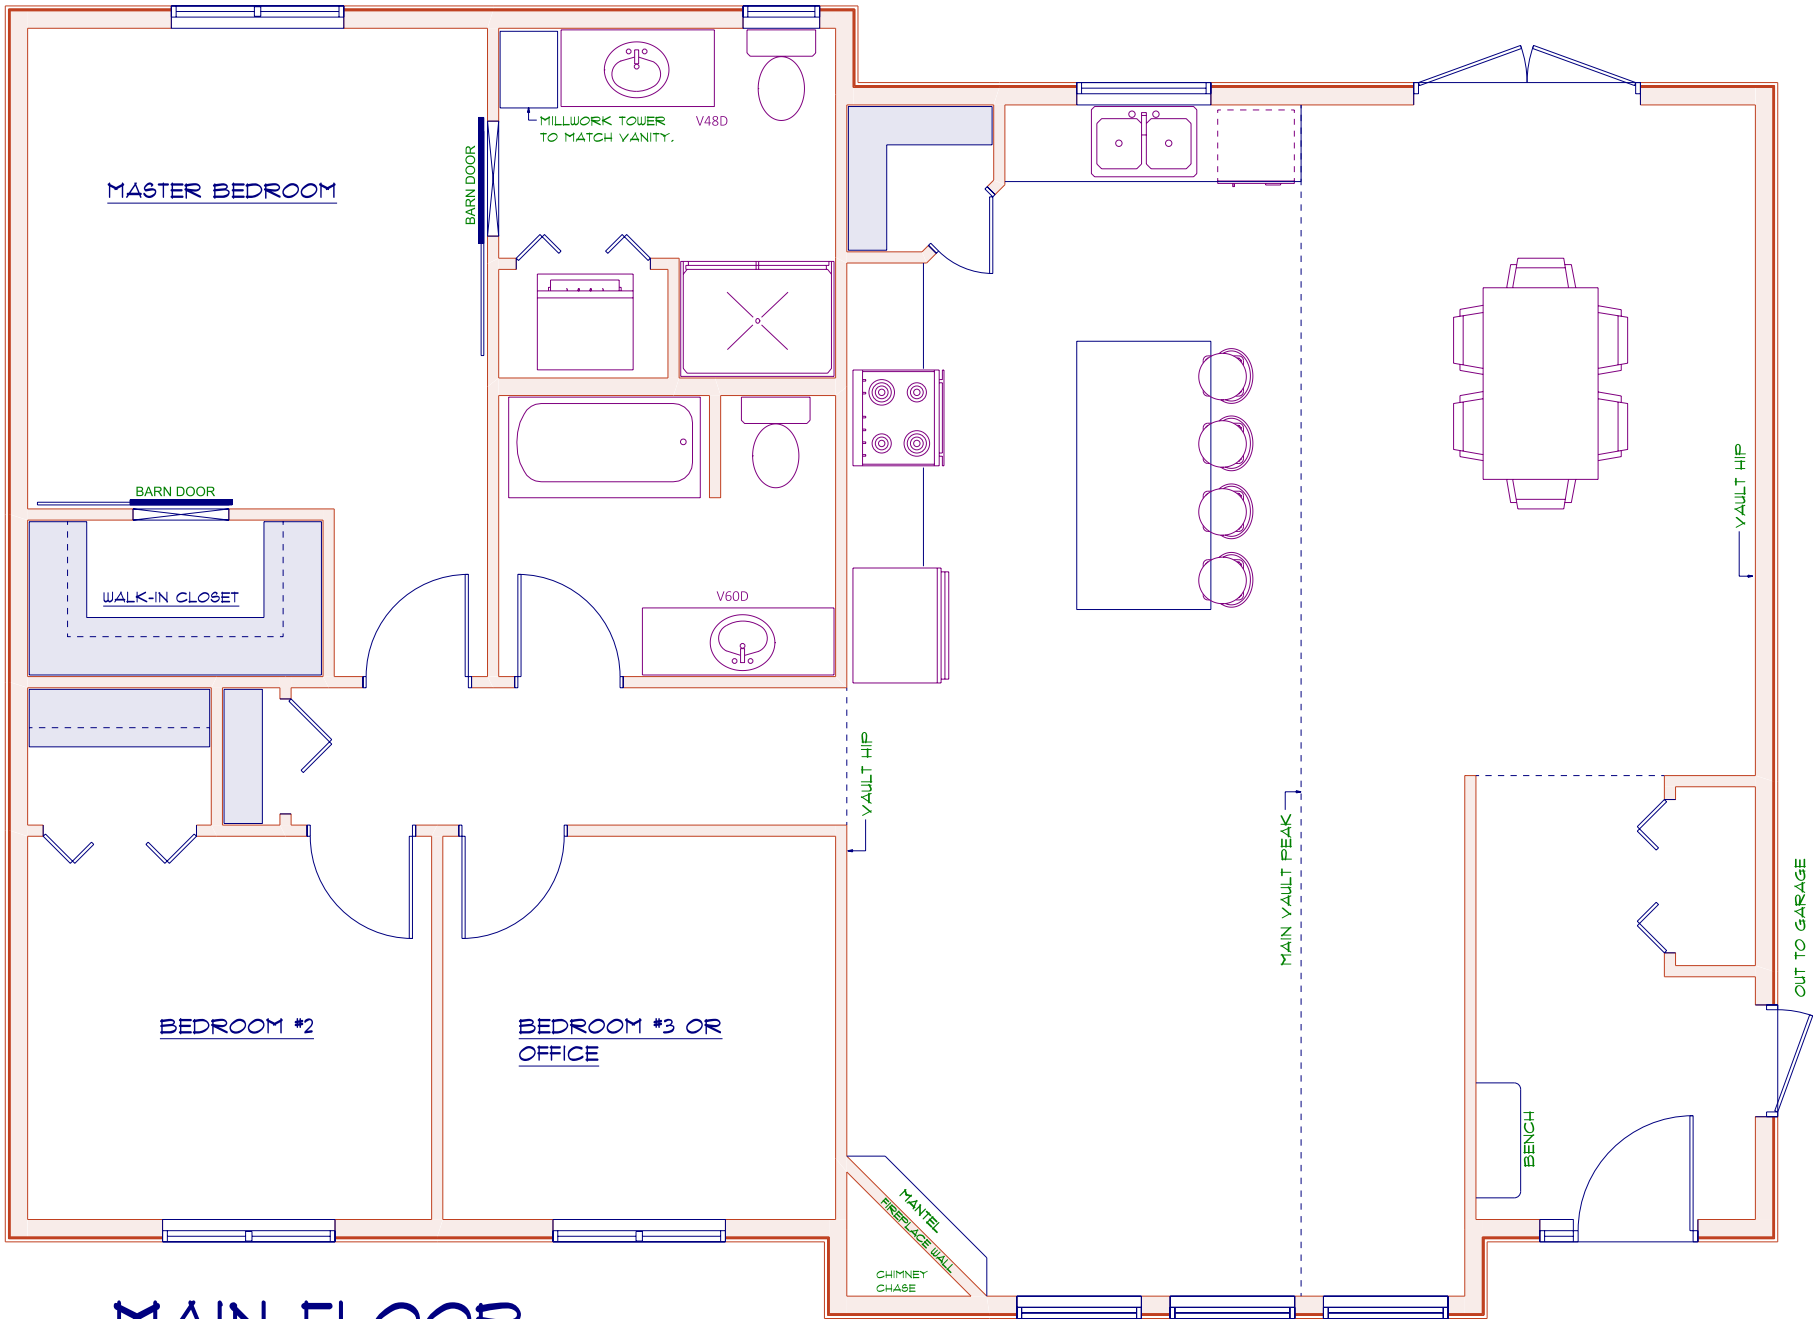 MILLWORK TOWER
TO MATCH VANITY.
V48D
BARN DOOR
MASTER BEDROOM
BARN DOOR
WALK-IN CLOSET
V60D
VAULT HIP
VAULT HIP
MAIN VAULT PEAK
OUT TO GARAGE
BEDROOM #2
BEDROOM #3 OR
OFFICE
BENCH
MANTEL
FIREPLACE WALL
CHIMNEY
CHASE
MAIN FLOOR